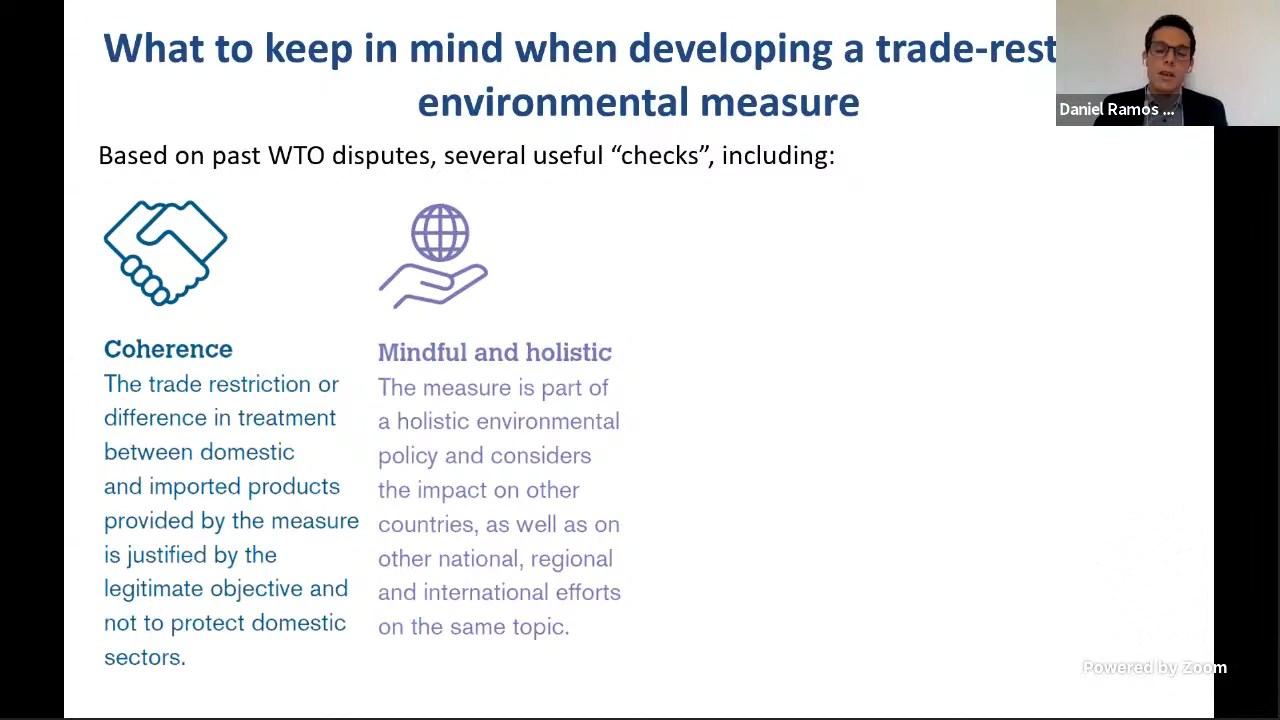 What to keep in mind when developing a trade-rest
environmental measure
Daniel Ramos ...
Based on past WTO disputes, several useful “checks”, including:
Coherence
The trade restriction or
difference in treatment
between domestic
and imported products
provided by the measure
is justified by the
legitimate objective and
not to protect domestic
sectors.
Mindful and holistic
The measure is part of
a holistic environmental
policy and considers
the impact on other
countries, as well as on
other national, regional
and international efforts
on the same topic.
Powered by Zoom